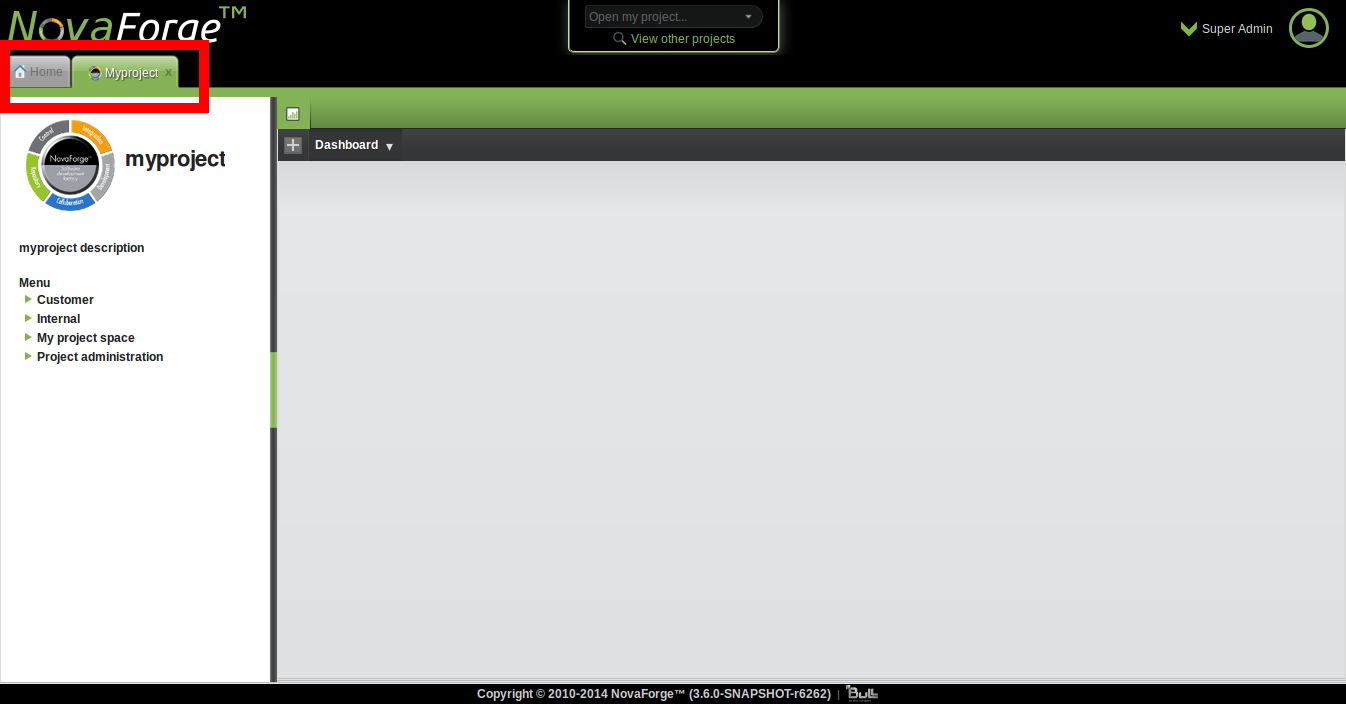 NovaForge™
Open my project...
View other projects
Super Admin
Home
Myproject x
Control
Integration
Development
Collaboration
Repository
NovaForge™
Software
development
factory
myproject
myproject description
Menu
Customer
Internal
My project space
Project administration
Dashboard
Copyright © 2010-2014 NovaForge™ (3.6.0-SNAPSHOT-r6262) |
Bull